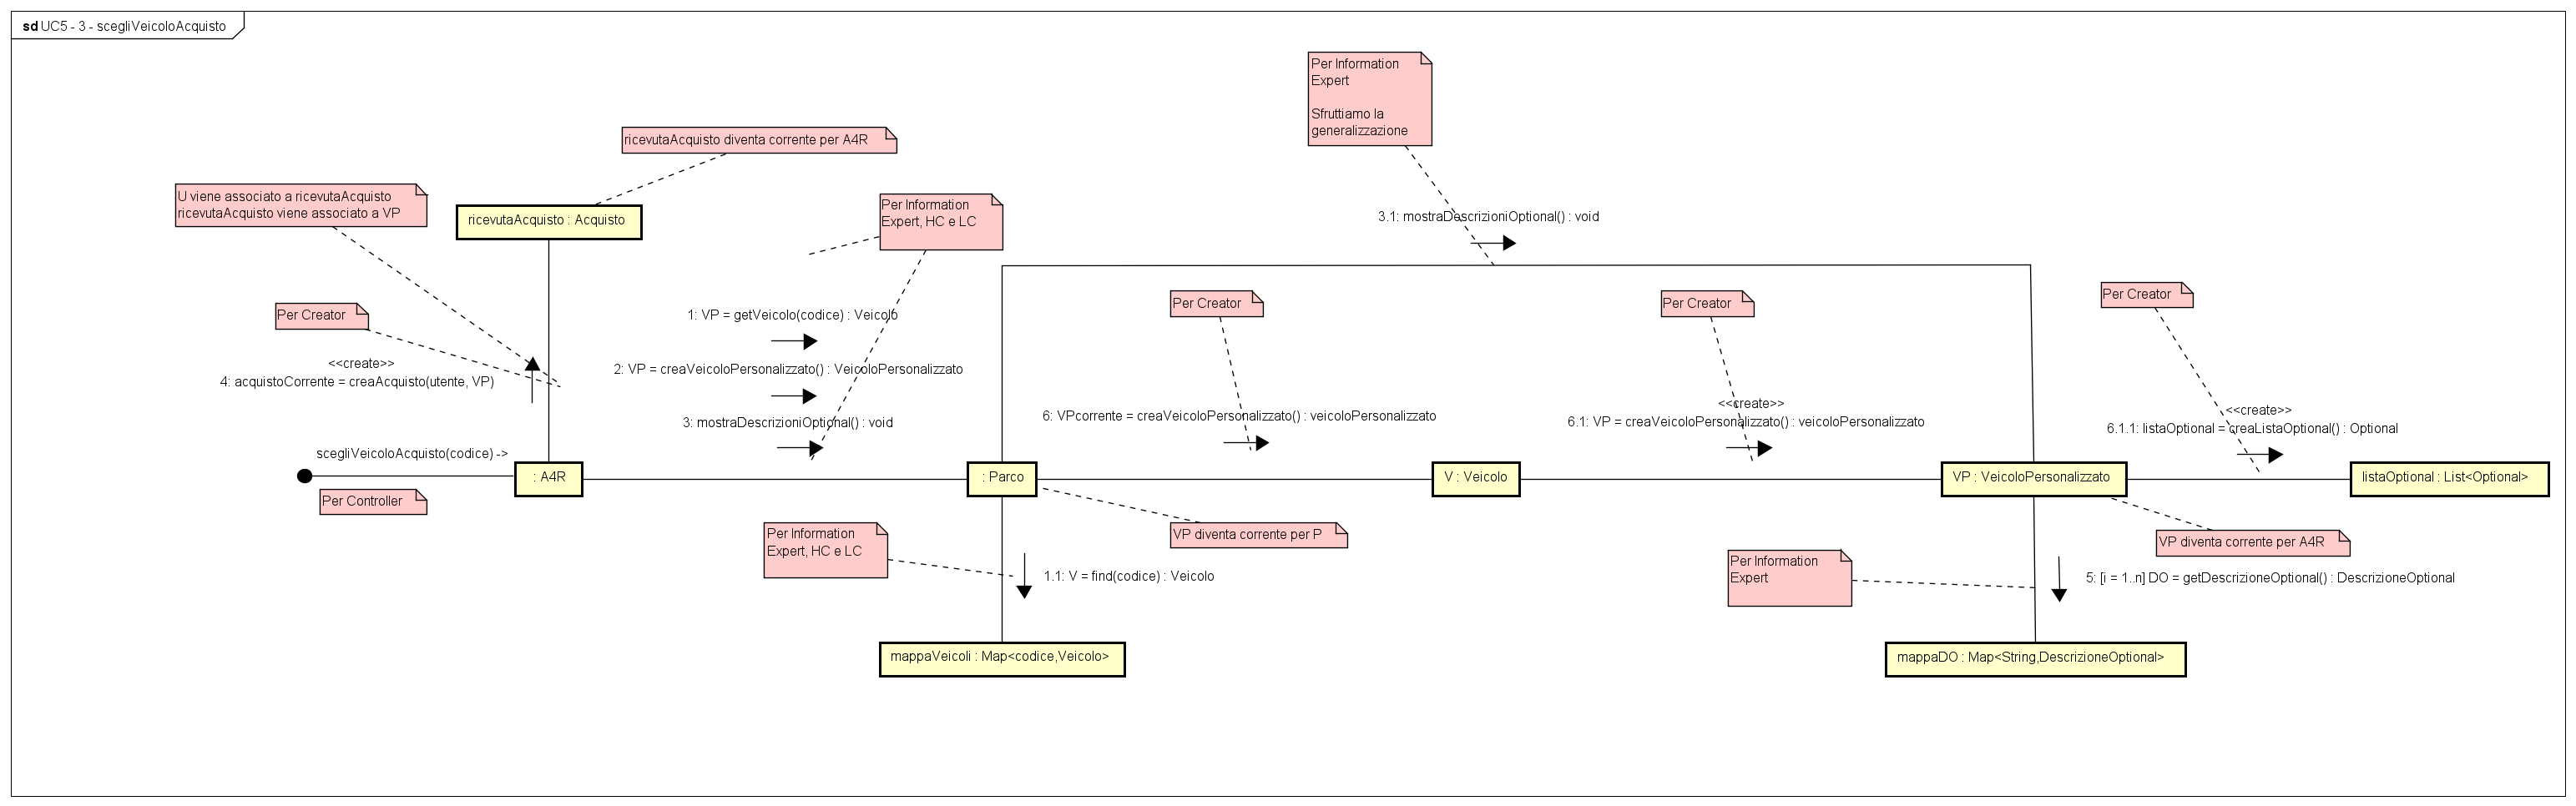 sd UC5 - 3 - scegliVeicoloAcquisto
Per Information
Expert
Sfruttiamo la
generalizzazione
ricevutaAcquisto diventa corrente per A4R
U viene associato a ricevutaAcquisto
ricevutaAcquisto viene associato a VP
ricevutaAcquisto : Acquisto
Per Information
Expert, HC e LC
3.1: mostraDescrizioniOptional() : void
Per Creator
1: VP = getVeicolo(codice) : Veicolo
Per Creator
Per Creator
Per Creator
<<create>>
4: acquistoCorrente = creaAcquisto(utente, VP)
2: VP = creaVeicoloPersonalizzato() : VeicoloPersonalizzato
3: mostraDescrizioniOptional() : void
6: VPcorrente = creaVeicoloPersonalizzato() : veicoloPersonalizzato
<<create>>
6.1: VP = creaVeicoloPersonalizzato() : veicoloPersonalizzato
<<create>>
6.1.1: listaOptional = creaListaOptional() : Optional
scegliVeicoloAcquisto(codice) ->
: A4R
: Parco
V : Veicolo
VP : VeicoloPersonalizzato
listaOptional : List<Optional>
Per Controller
Per Information
Expert, HC e LC
VP diventa corrente per P
1.1: V = find(codice) : Veicolo
Per Information
Expert
VP diventa corrente per A4R
5: [i = 1..n] DO = getDescrizioneOptional() : DescrizioneOptional
mappaVeicoli : Map<codice,Veicolo>
mappaDO : Map<String,DescrizioneOptional>